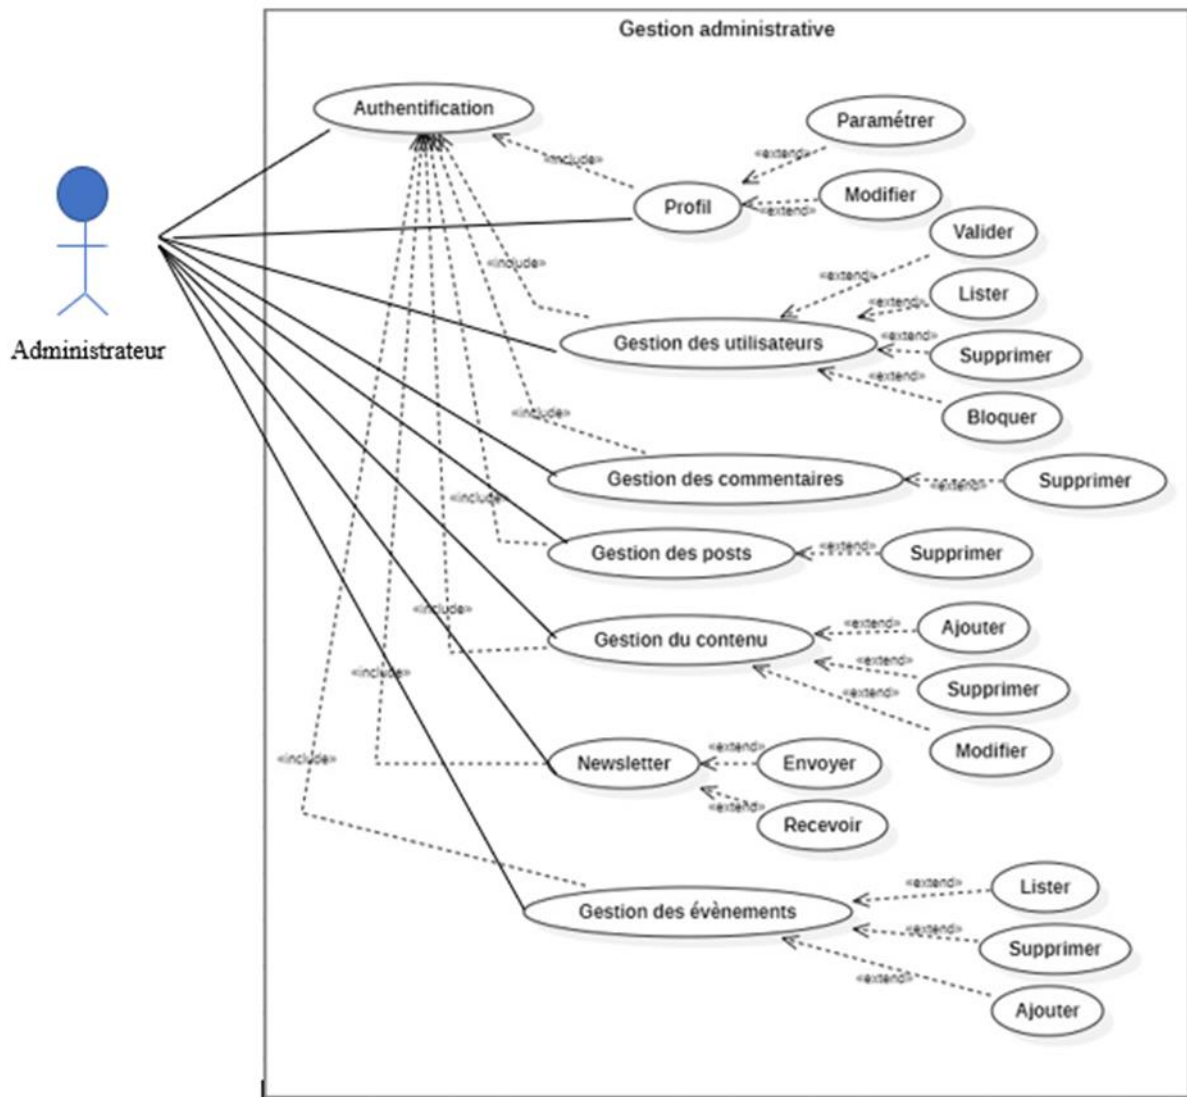 Gestion administrative
Authentification
Paramétrer
«include»
«extend»
Modifier
Profil
«extend»
Valider
«include»
«extend»
Lister
«extend»
Administrateur
Gestion des utilisateurs
«extend»
Supprimer
«extend»
Bloquer
«include»
Gestion des commentaires
«extend»
Supprimer
«include»
Gestion des posts
«extend»
Supprimer
«include»
Gestion du contenu
«extend»
Ajouter
«extend»
Supprimer
«include»
«extend»
Modifier
«include»
Newsletter
«extend»
Envoyer
«extend»
Recevoir
Gestion des évènements
«extend»
Lister
«extend»
Supprimer
«extend»
Ajouter